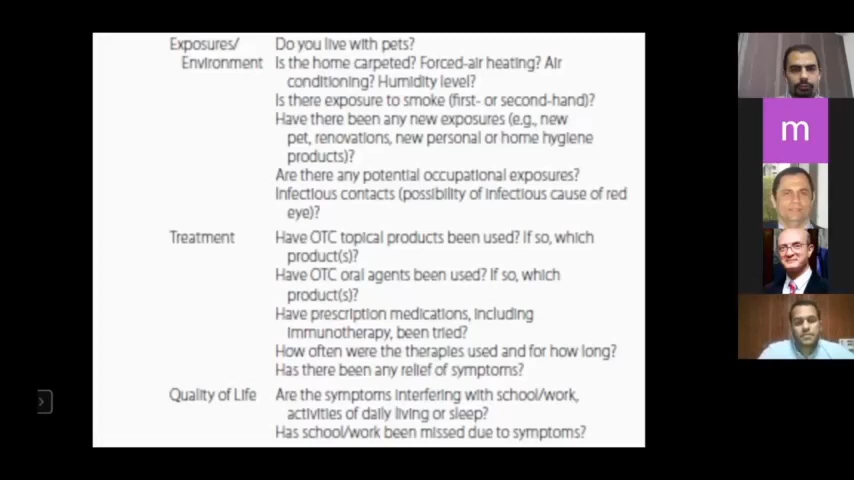 Exposures/ Do you live with pets?
Environment Is the home carpeted? Forced-air heating? Air
conditioning? Humidity level?
Is there exposure to smoke (first- or second-hand)?
Have there been any new exposures (e.g., new
pet, renovations, new personal or home hygiene
products)?
Are there any potential occupational exposures?
Infectious contacts (possibility of infectious cause of red
eye)?
Treatment Have OTC topical products been used? If so, which
product(s)?
Have OTC oral agents been used? If so, which
product(s)?
Have prescription medications, including
immunotherapy, been tried?
How often were the therapies used and for how long?
Has there been any relief of symptoms?
Quality of Life Are the symptoms interfering with school/work,
activities of daily living or sleep?
Has school/work been missed due to symptoms?
m